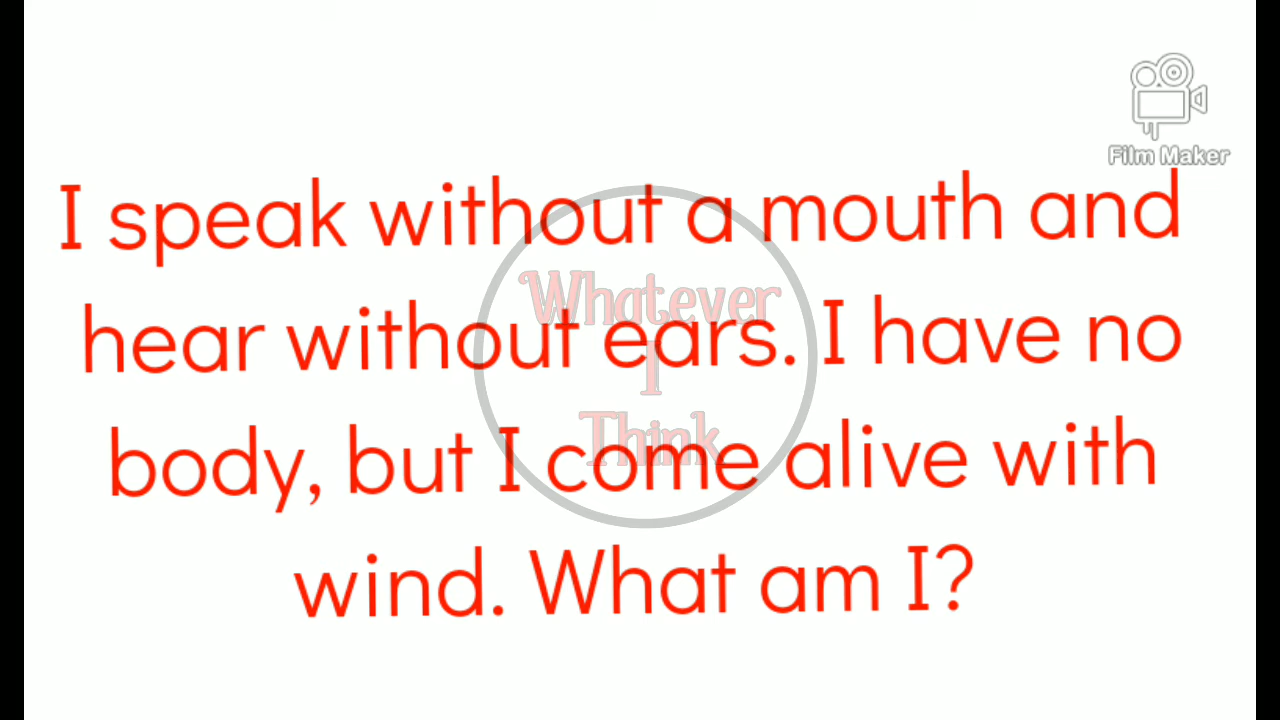 Film Maker
I speak without a mouth and
hear without ears. I have no
body, but I come alive with
wind. What am I?
Whatever
I
Think